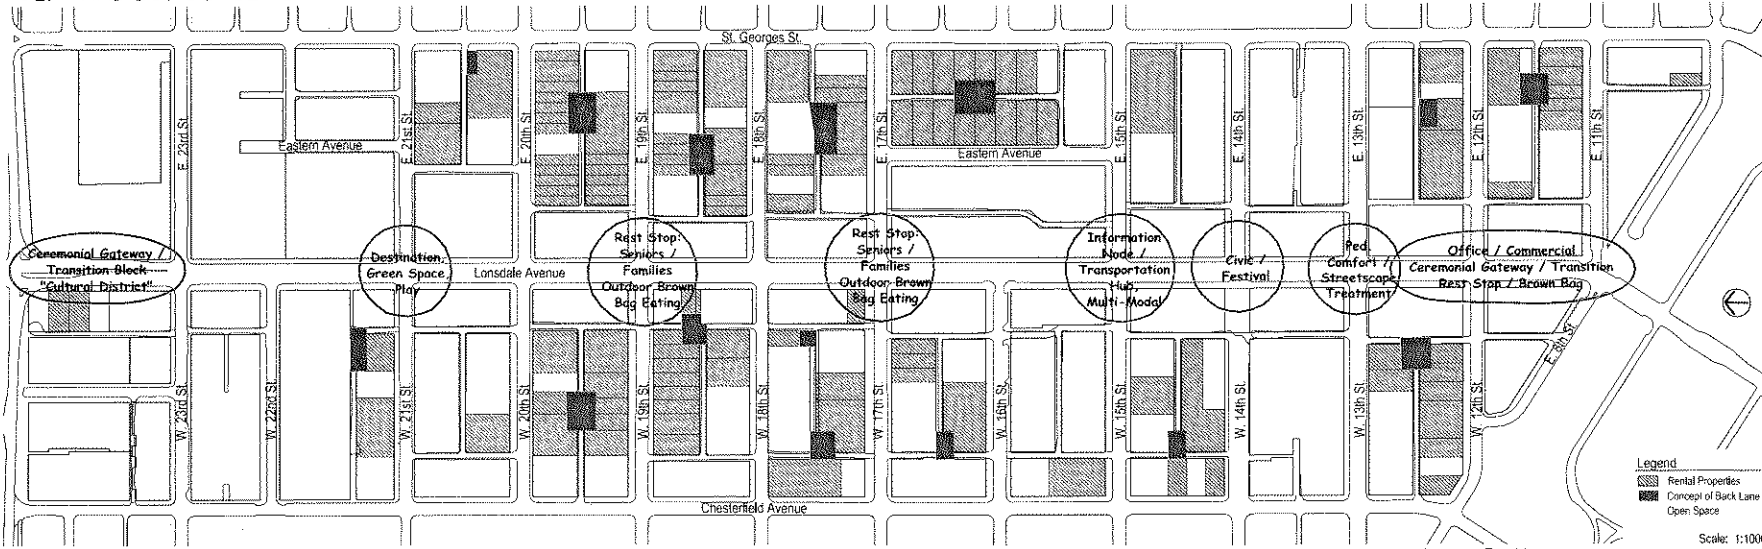 St. Georges St.
E. 23rd St.
E. 21st St.
E. 20th St.
E. 19th St.
E. 18th St.
E. 17th St.
E. 15th St.
E. 14th St.
E. 13th St.
E. 12th St.
E. 11th St.
Eastern Avenue
Eastern Avenue
Ceremonial Gateway /
Transition Block
"Cultural District"
Destination,
Green Space,
Play
Lonsdale Avenue
Rest Stop:
Seniors /
Families
Outdoor Brown
Bag Eating
Rest Stop:
Seniors /
Families
Outdoor Brown
Bag Eating
Information
Node /
Transportation
Hub,
Multi-Modal
Civic /
Festival
Ped.
Comfort /
Streetscape
Treatment
Office / Commercial
Ceremonial Gateway / Transition
Rest Stop / Brown Bag
E. 8th St.
W. 23rd St.
W. 22nd St.
W. 21st St.
W. 20th St.
W. 19th St.
W. 18th St.
W. 17th St.
W. 16th St.
W. 15th St.
W. 14th St.
W. 13th St.
W. 12th St.
Chesterfield Avenue
Legend
Rental Properties
Concept of Back Lane
Open Space